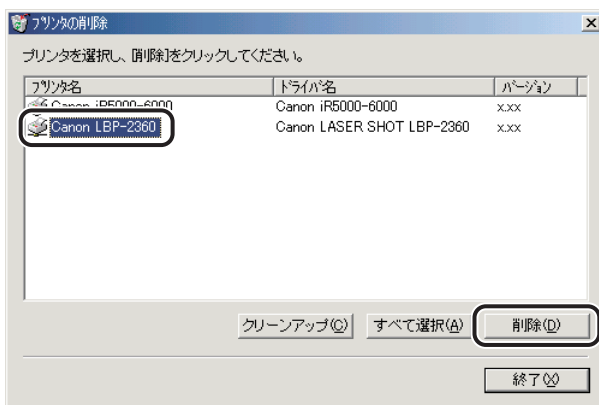 プリンタの削除
プリンタを選択し、[削除]をクリックしてください。
プリンタ名 ドライバ名 バージョン
Canon iR5000-6000 Canon iR5000-6000 x.xx
Canon LBP-2360 Canon LASER SHOT LBP-2360 x.xx
クリーンアップ(C) すべて選択(A) 削除(D)
終了(X)